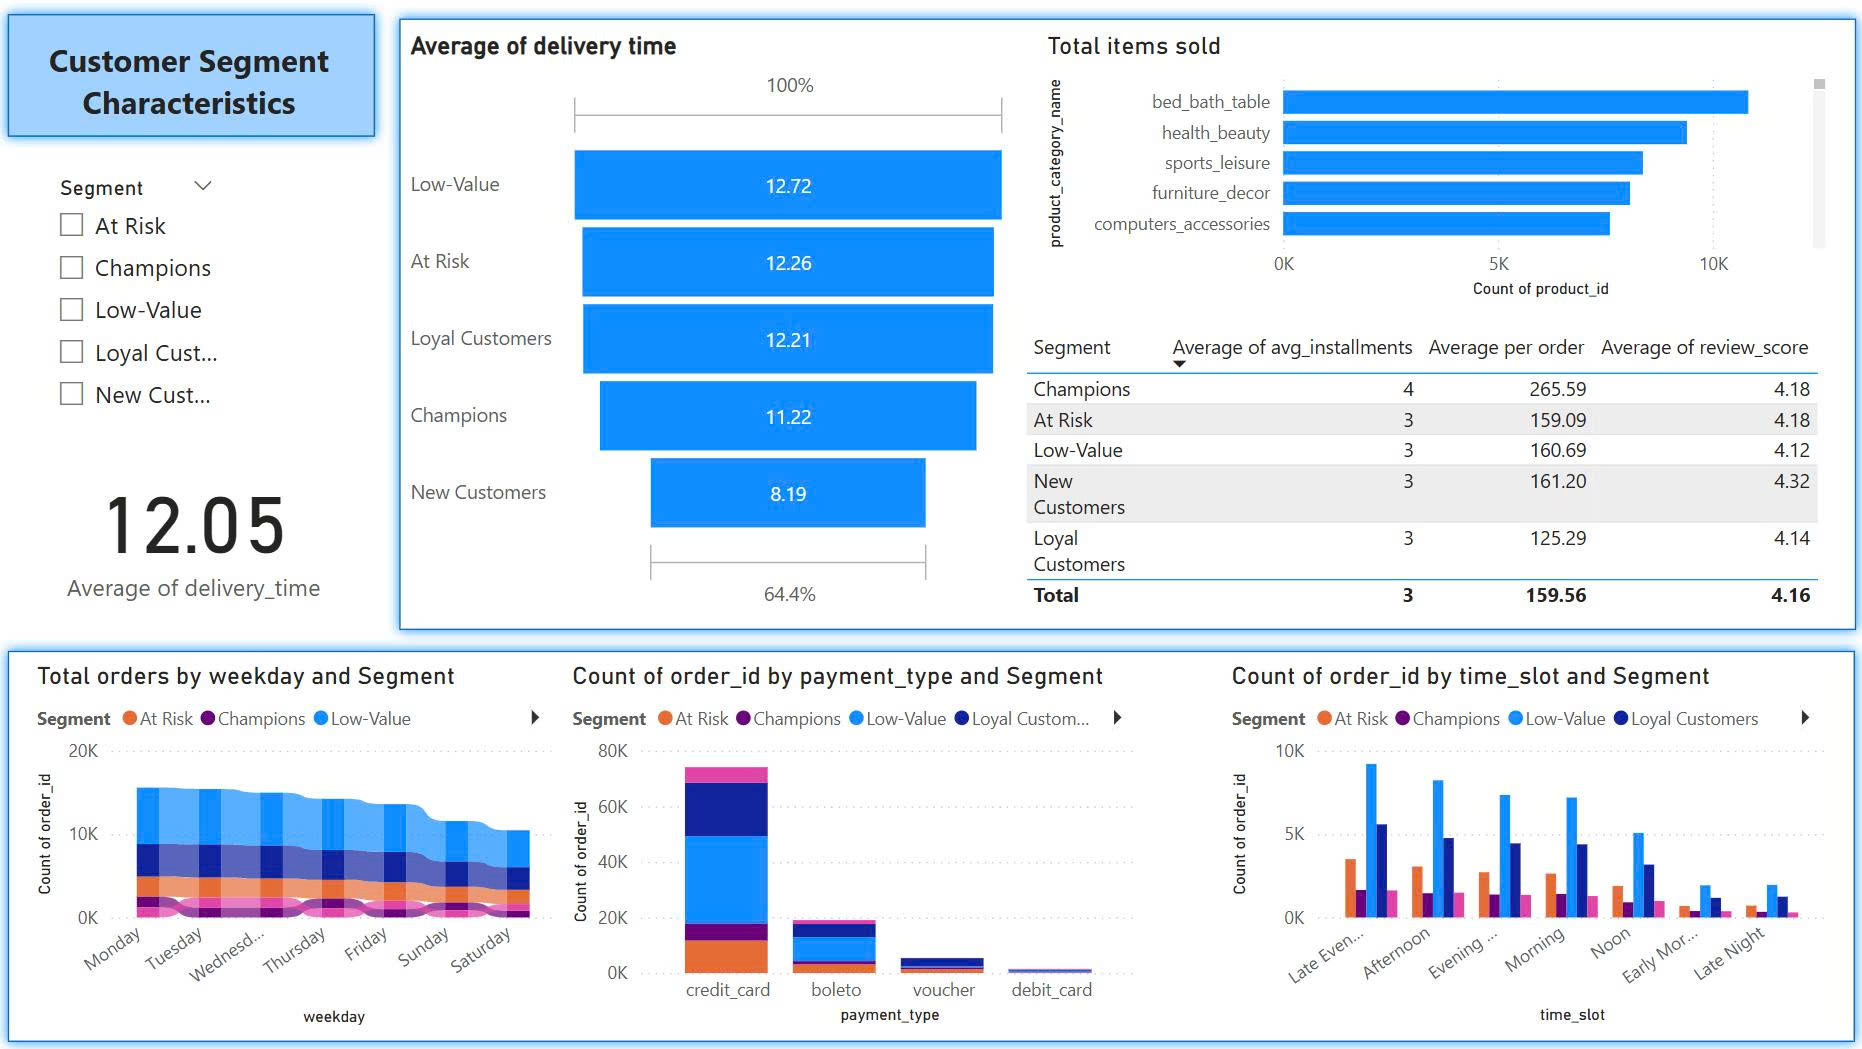 Customer Segment
Characteristics
Segment
At Risk
Champions
Low-Value
Loyal Cust...
New Cust...
12.05
Average of delivery_time
Average of delivery time
100%
Low-Value
12.72
At Risk
12.26
Loyal Customers
12.21
Champions
11.22
New Customers
8.19
64.4%
Total items sold
product_category_name
bed_bath_table
health_beauty
sports_leisure
furniture_decor
computers_accessories
0K 5K 10K
Count of product_id
Segment Average of avg_installments Average per order Average of review_score
Champions 4 265.59 4.18
At Risk 3 159.09 4.18
Low-Value 3 160.69 4.12
New 3 161.20 4.32
Customers
Loyal 3 125.29 4.14
Customers
Total 3 159.56 4.16
Total orders by weekday and Segment
Segment At Risk Champions Low-Value
Count of order_id
20K
10K
0K
Monday Tuesday Wednesd... Thursday Friday Sunday Saturday
weekday
Count of order_id by payment_type and Segment
Segment At Risk Champions Low-Value Loyal Custom...
Count of order_id
80K
60K
40K
20K
0K
credit_card boleto voucher debit_card
payment_type
Count of order_id by time_slot and Segment
Segment At Risk Champions Low-Value Loyal Customers
Count of order_id
10K
5K
0K
Late Even... Afternoon Evening ... Morning Noon Early Mor... Late Night
time_slot